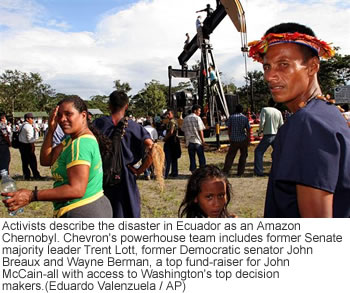 Activists describe the disaster in Ecuador as an Amazon
Chernobyl. Chevron's powerhouse team includes former Senate
majority leader Trent Lott, former Democratic senator John
Breaux and Wayne Berman, a top fund-raiser for John
McCain-all with access to Washington's top decision
makers.(Eduardo Valenzuela / AP)